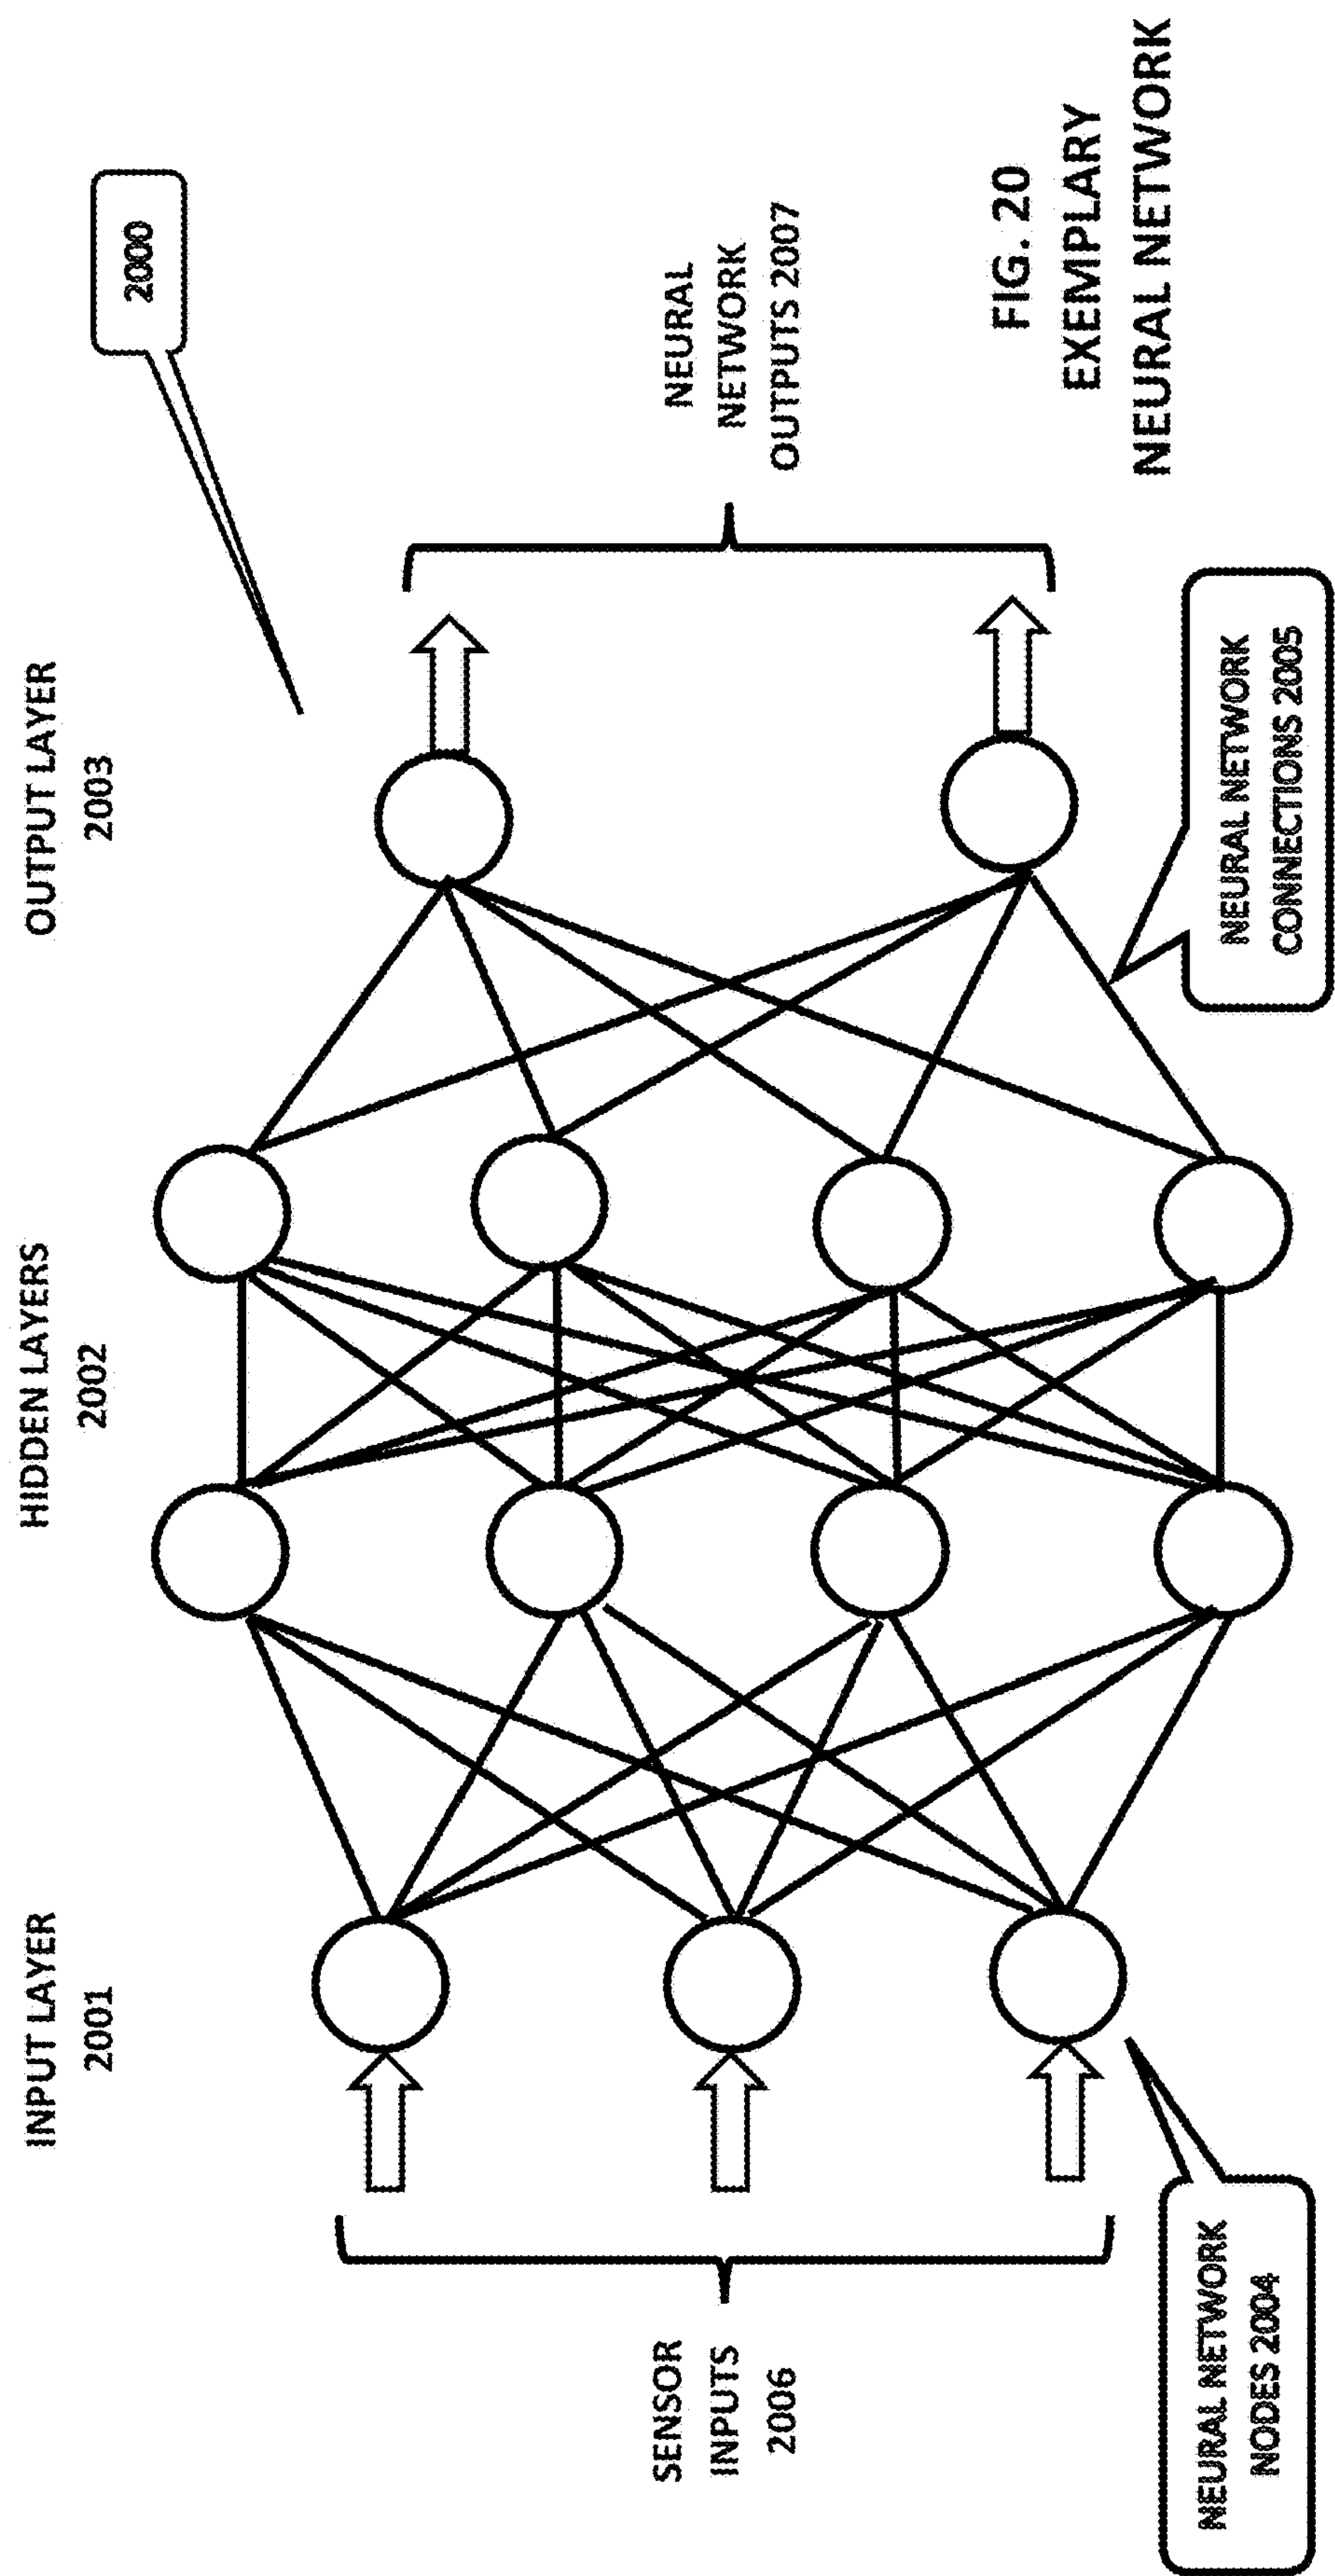 INPUT LAYER
2001
HIDDEN LAYERS
2002
OUTPUT LAYER
2003
2000
SENSOR
INPUTS
2006
NEURAL
NETWORK
OUTPUTS 2007
NEURAL NETWORK
NODES 2004
NEURAL NETWORK
CONNECTIONS 2005
FIG. 20
EXEMPLARY
NEURAL NETWORK